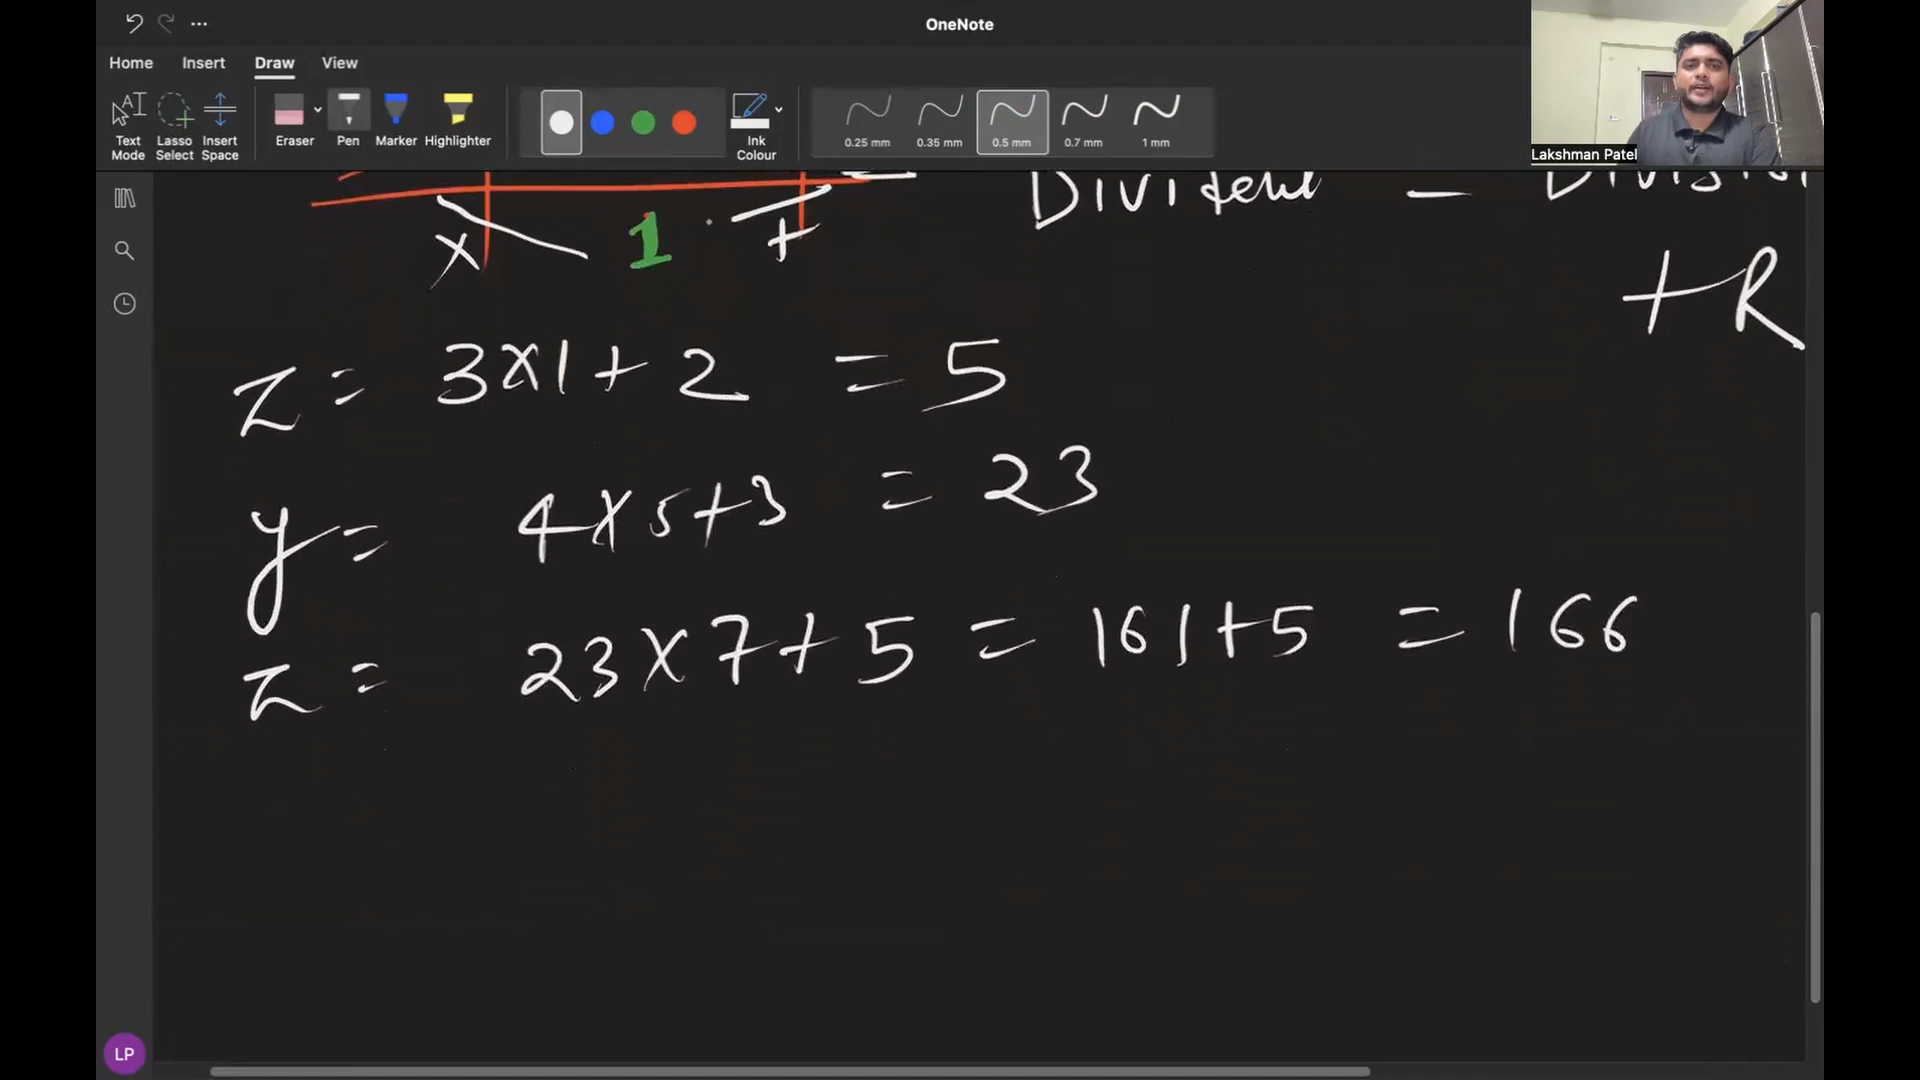 OneNote
Home Insert Draw View
Text Mode
Lasso Select
Insert Space
Eraser
Pen
Marker
Highlighter
Ink Colour
0.25 mm
0.35 mm
0.5 mm
0.7 mm
1 mm
Lakshman Patel
Dividend =
x 1 +
+ R
z = 3x1+2 = 5
y = 4x5+3 = 23
z = 23x7+5 = 161+5 = 166
LP